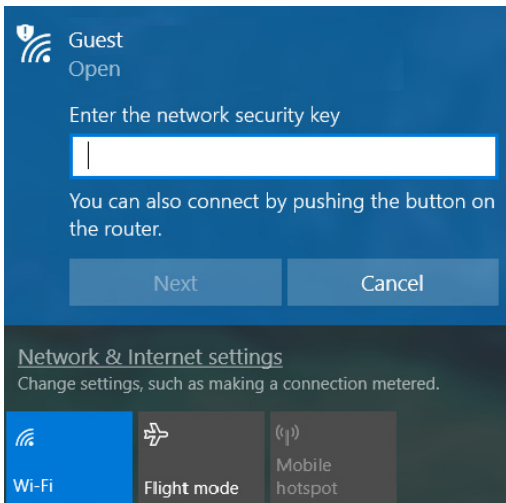 Guest
Open
Enter the network security key
You can also connect by pushing the button on
the router.
Next Cancel
Network & Internet settings
Change settings, such as making a connection metered.
Wi-Fi
Flight mode
Mobile
hotspot